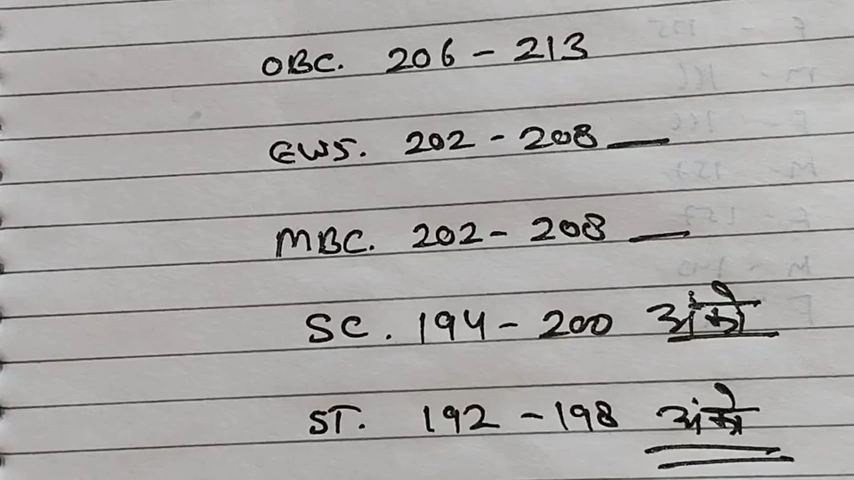 OBC. 206 - 213
EWS. 202 - 208 —
MBC. 202 - 208 —
SC. 194 - 200 अंको
ST. 192 - 198 अंको